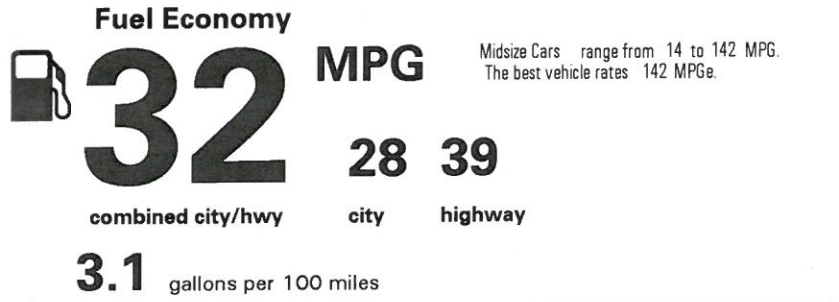 Fuel Economy
32 MPG
Midsize Cars range from 14 to 142 MPG.
The best vehicle rates 142 MPGe.
28 39
combined city/hwy city highway
3.1 gallons per 100 miles